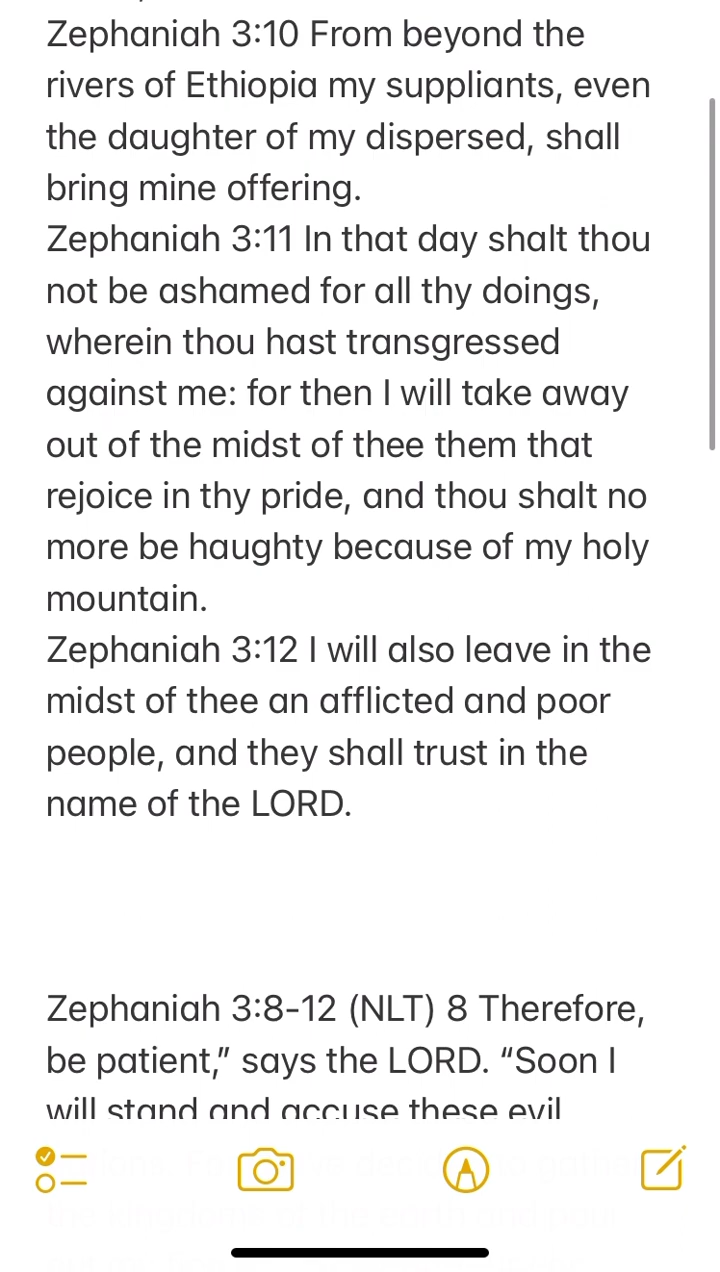 Zephaniah 3:10 From beyond the
rivers of Ethiopia my suppliants, even
the daughter of my dispersed, shall
bring mine offering.
Zephaniah 3:11 In that day shalt thou
not be ashamed for all thy doings,
wherein thou hast transgressed
against me: for then I will take away
out of the midst of thee them that
rejoice in thy pride, and thou shalt no
more be haughty because of my holy
mountain.
Zephaniah 3:12 I will also leave in the
midst of thee an afflicted and poor
people, and they shall trust in the
name of the LORD.
Zephaniah 3:8-12 (NLT) 8 Therefore,
be patient,” says the LORD. “Soon I
will stand and accuse these evil